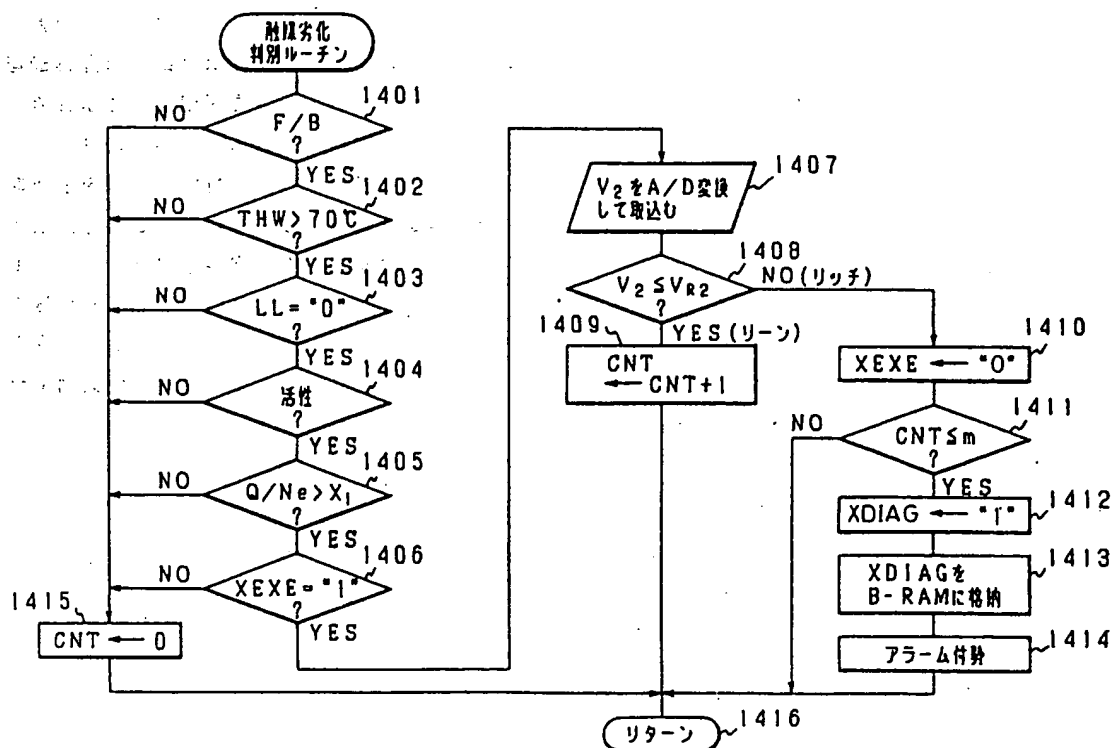 触媒劣化
判別ルーチン
1401
NO
F/B
?
YES
1402
NO
THW>70℃
?
YES
1403
NO
LL="0"
?
YES
1404
NO
活性
?
YES
1405
NO
Q/Ne>X1
?
YES
1406
NO
XEXE="1"
?
YES
1415
CNT ← 0
1407
V2をA/D変換
して取込む
1408
NO(リッチ)
V2≦VR2
?
YES(リーン)
1409
CNT
← CNT+1
1410
XEXE ← "0"
1411
NO
CNT≦m
?
YES
1412
XDIAG ← "1"
1413
XDIAGを
B-RAMに格納
1414
アラーム付勢
リターン
1416